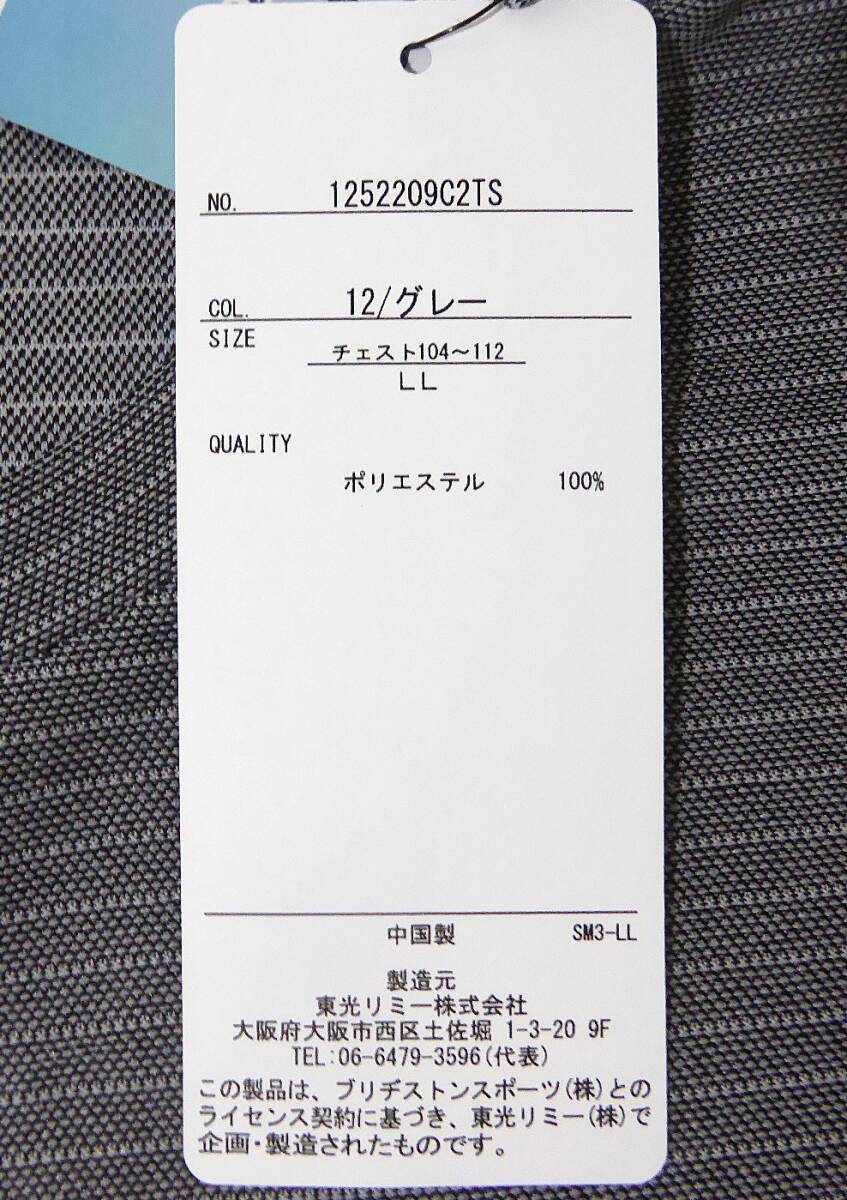 NO. 1252209C2TS
COL. 12/グレー
SIZE
チェスト104～112
LL
QUALITY
ポリエステル 100%
中国製 SM3-LL
製造元
東光リミー株式会社
大阪府大阪市西区土佐堀 1-3-20 9F
TEL:06-6479-3596(代表)
この製品は、ブリヂストンスポーツ(株)との
ライセンス契約に基づき、東光リミー(株)で
企画・製造されたものです。